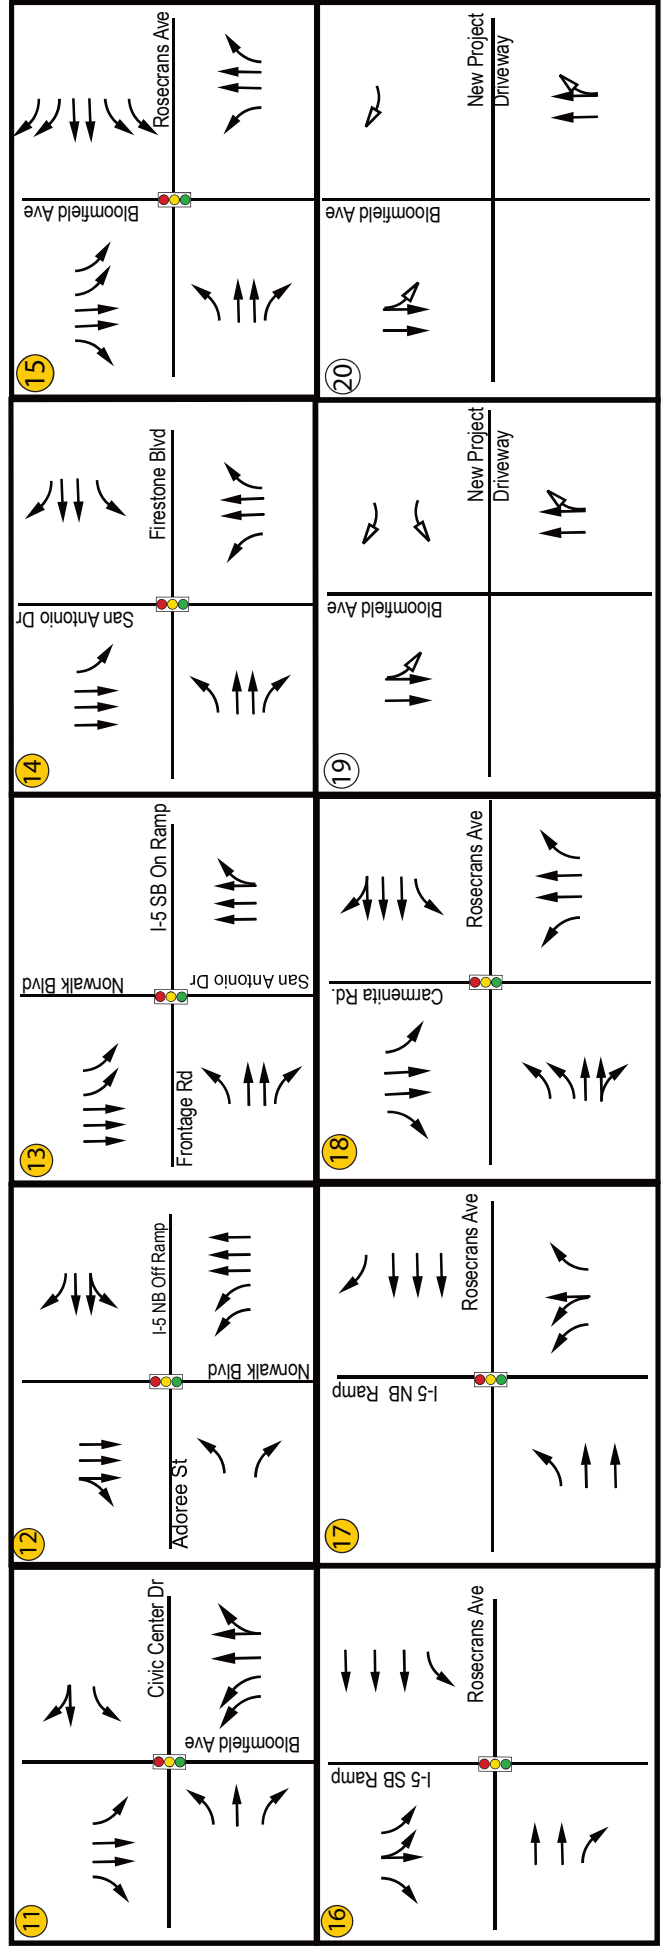 11
Civic Center Dr
Bloomfield Ave
12
I-5 NB Off Ramp
Norwalk Blvd
Adoree St
13
Norwalk Blvd
I-5 SB On Ramp
San Antonio Dr
Frontage Rd
14
San Antonio Dr
Firestone Blvd
15
Bloomfield Ave
Rosecrans Ave
16
I-5 SB Ramp
Rosecrans Ave
17
I-5 NB Ramp
Rosecrans Ave
18
Carmenita Rd.
Rosecrans Ave
19
Bloomfield Ave
New Project
Driveway
20
Bloomfield Ave
New Project
Driveway